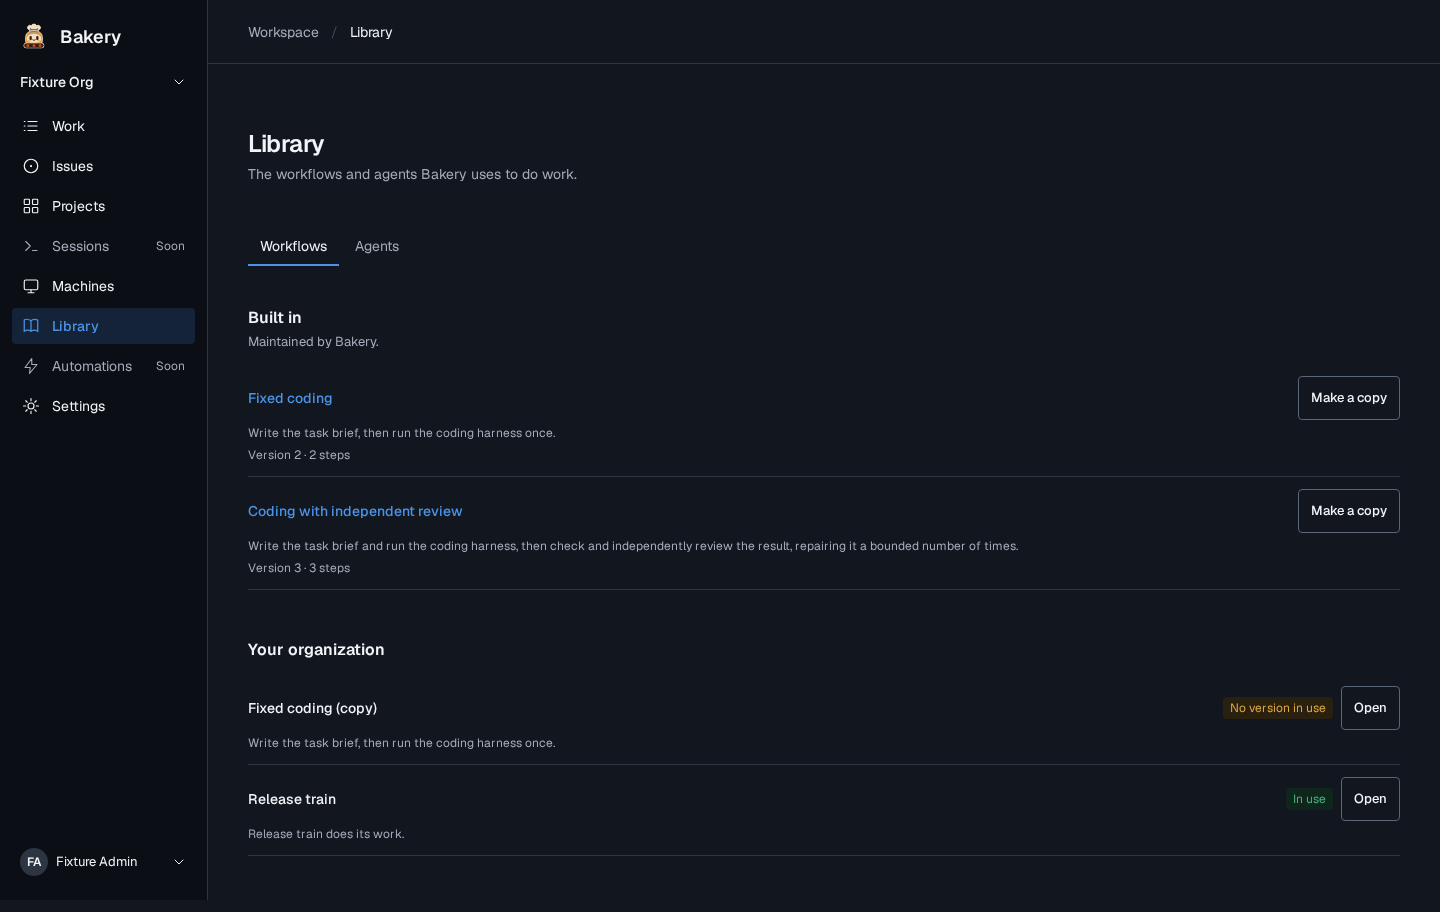 Bakery
Fixture Org
Work
Issues
Projects
Sessions Soon
Machines
Library
Automations Soon
Settings
FA Fixture Admin
Workspace / Library
Library
The workflows and agents Bakery uses to do work.
Workflows Agents
Built in
Maintained by Bakery.
Fixed coding Make a copy
Write the task brief, then run the coding harness once.
Version 2 · 2 steps
Coding with independent review Make a copy
Write the task brief and run the coding harness, then check and independently review the result, repairing it a bounded number of times.
Version 3 · 3 steps
Your organization
Fixed coding (copy) No version in use Open
Write the task brief, then run the coding harness once.
Release train In use Open
Release train does its work.